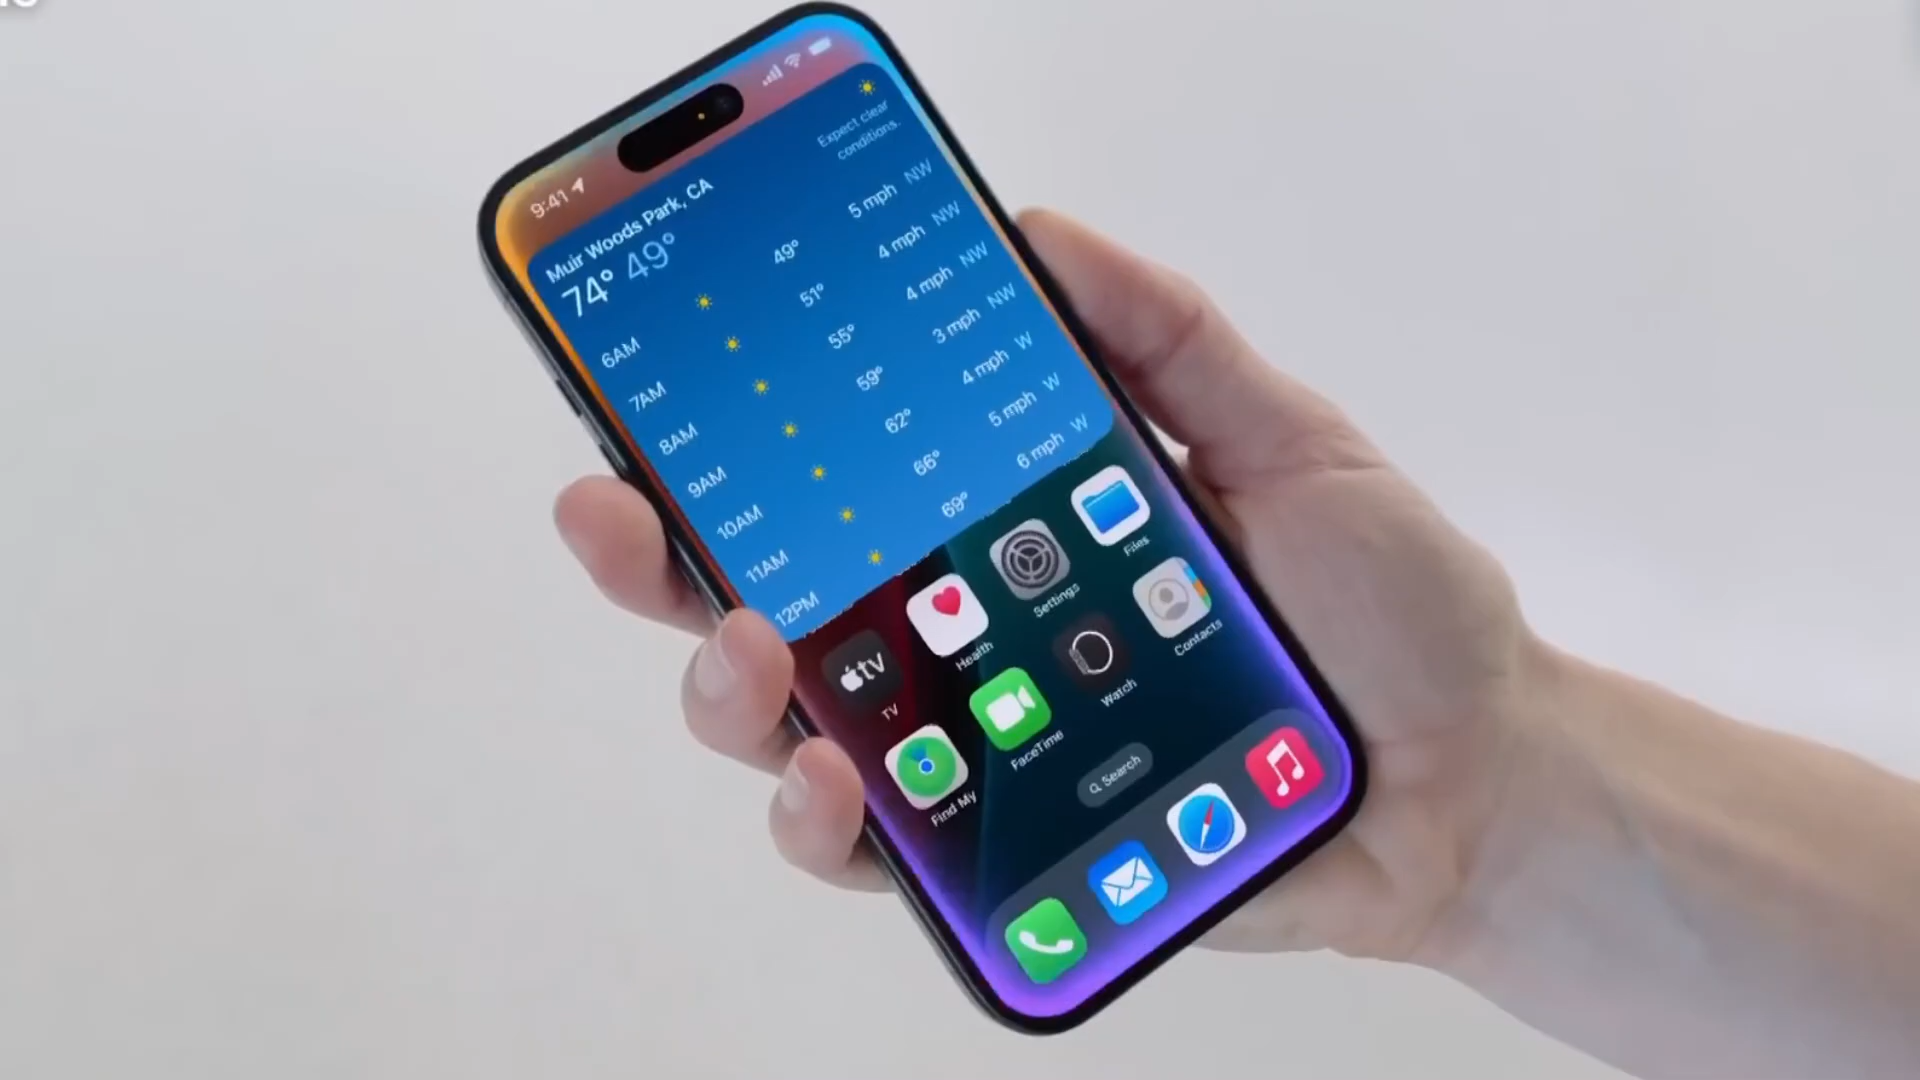 9:41
Muir Woods Park, CA
74° 49°
Expect clear
conditions.
6AM 49° 5 mph NW
7AM 51° 4 mph NW
8AM 55° 4 mph NW
9AM 59° 3 mph NW
10AM 62° 4 mph W
11AM 66° 5 mph W
12PM 69° 6 mph W
tv
TV
Health
Settings
Files
Find My
FaceTime
Watch
Contacts
Search